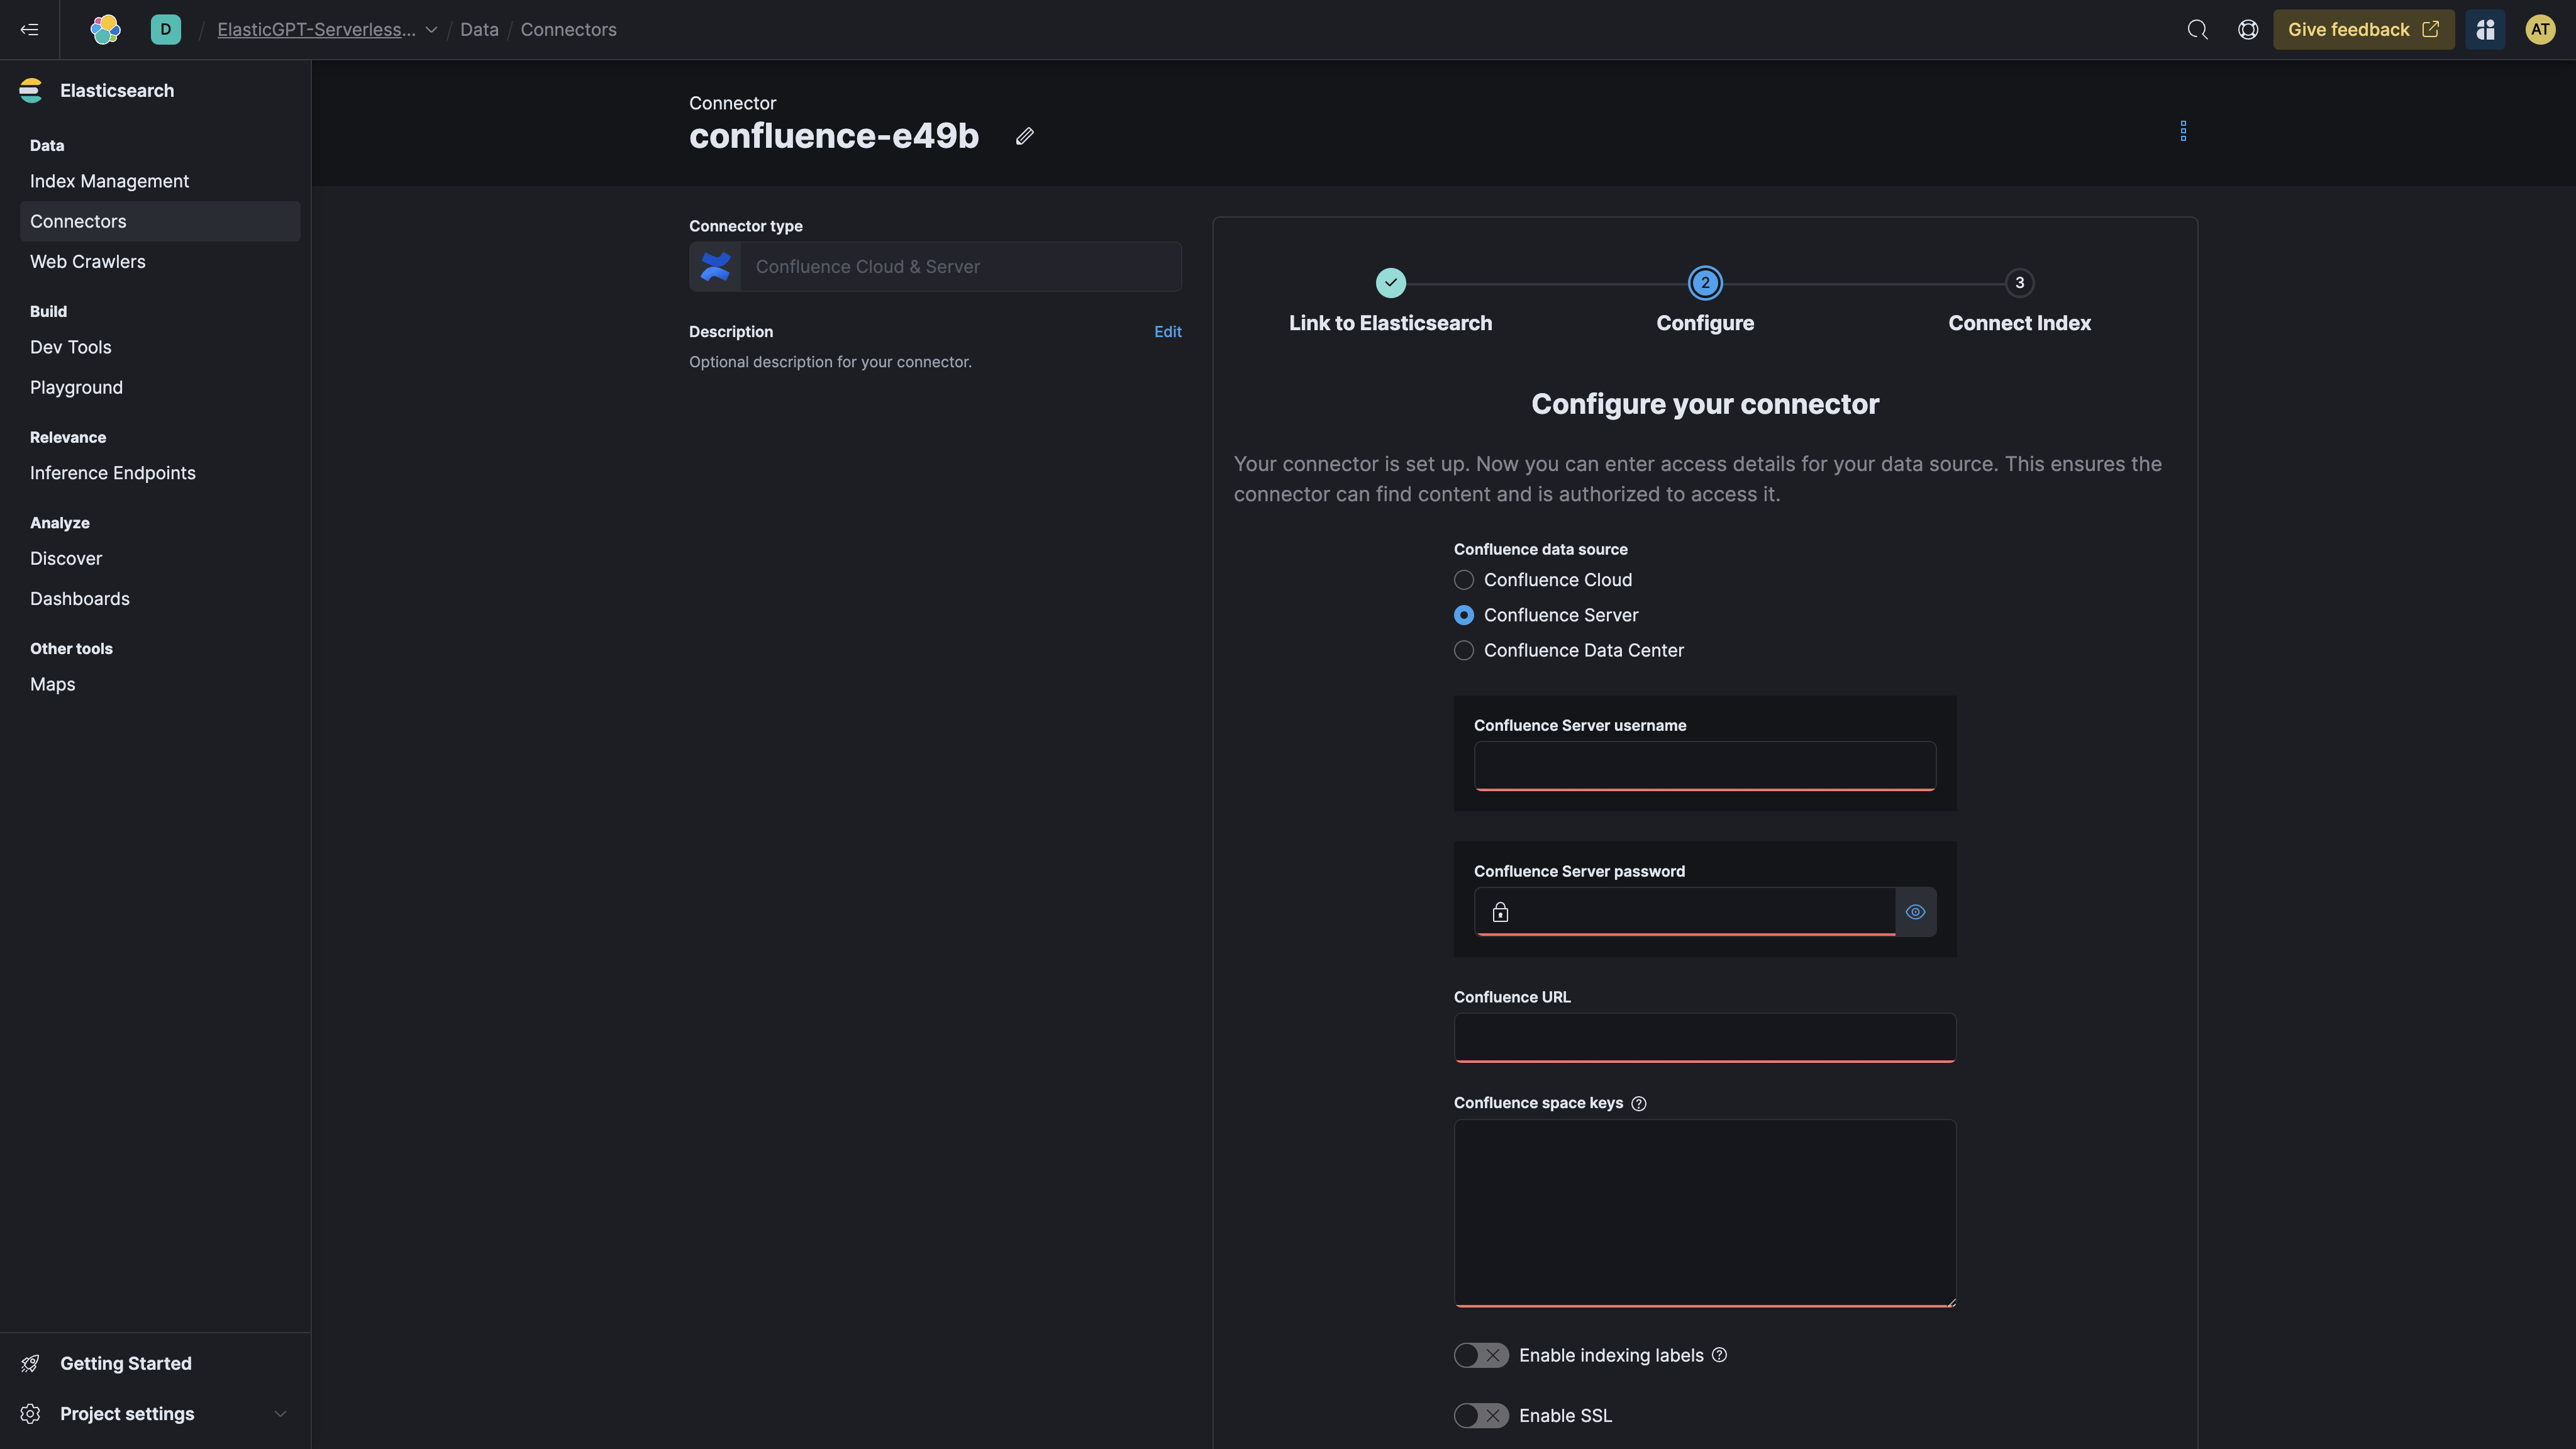 D
ElasticGPT-Serverless...
Data
Connectors
Give feedback
AT
Elasticsearch
Data
Index Management
Connectors
Web Crawlers
Build
Dev Tools
Playground
Relevance
Inference Endpoints
Analyze
Discover
Dashboards
Other tools
Maps
Getting Started
Project settings
Connector
confluence-e49b
Connector type
Confluence Cloud & Server
Description
Edit
Optional description for your connector.
2
3
Link to Elasticsearch
Configure
Connect Index
Configure your connector
Your connector is set up. Now you can enter access details for your data source. This ensures the
connector can find content and is authorized to access it.
Confluence data source
Confluence Cloud
Confluence Server
Confluence Data Center
Confluence Server username
Confluence Server password
Confluence URL
Confluence space keys
Enable indexing labels
Enable SSL